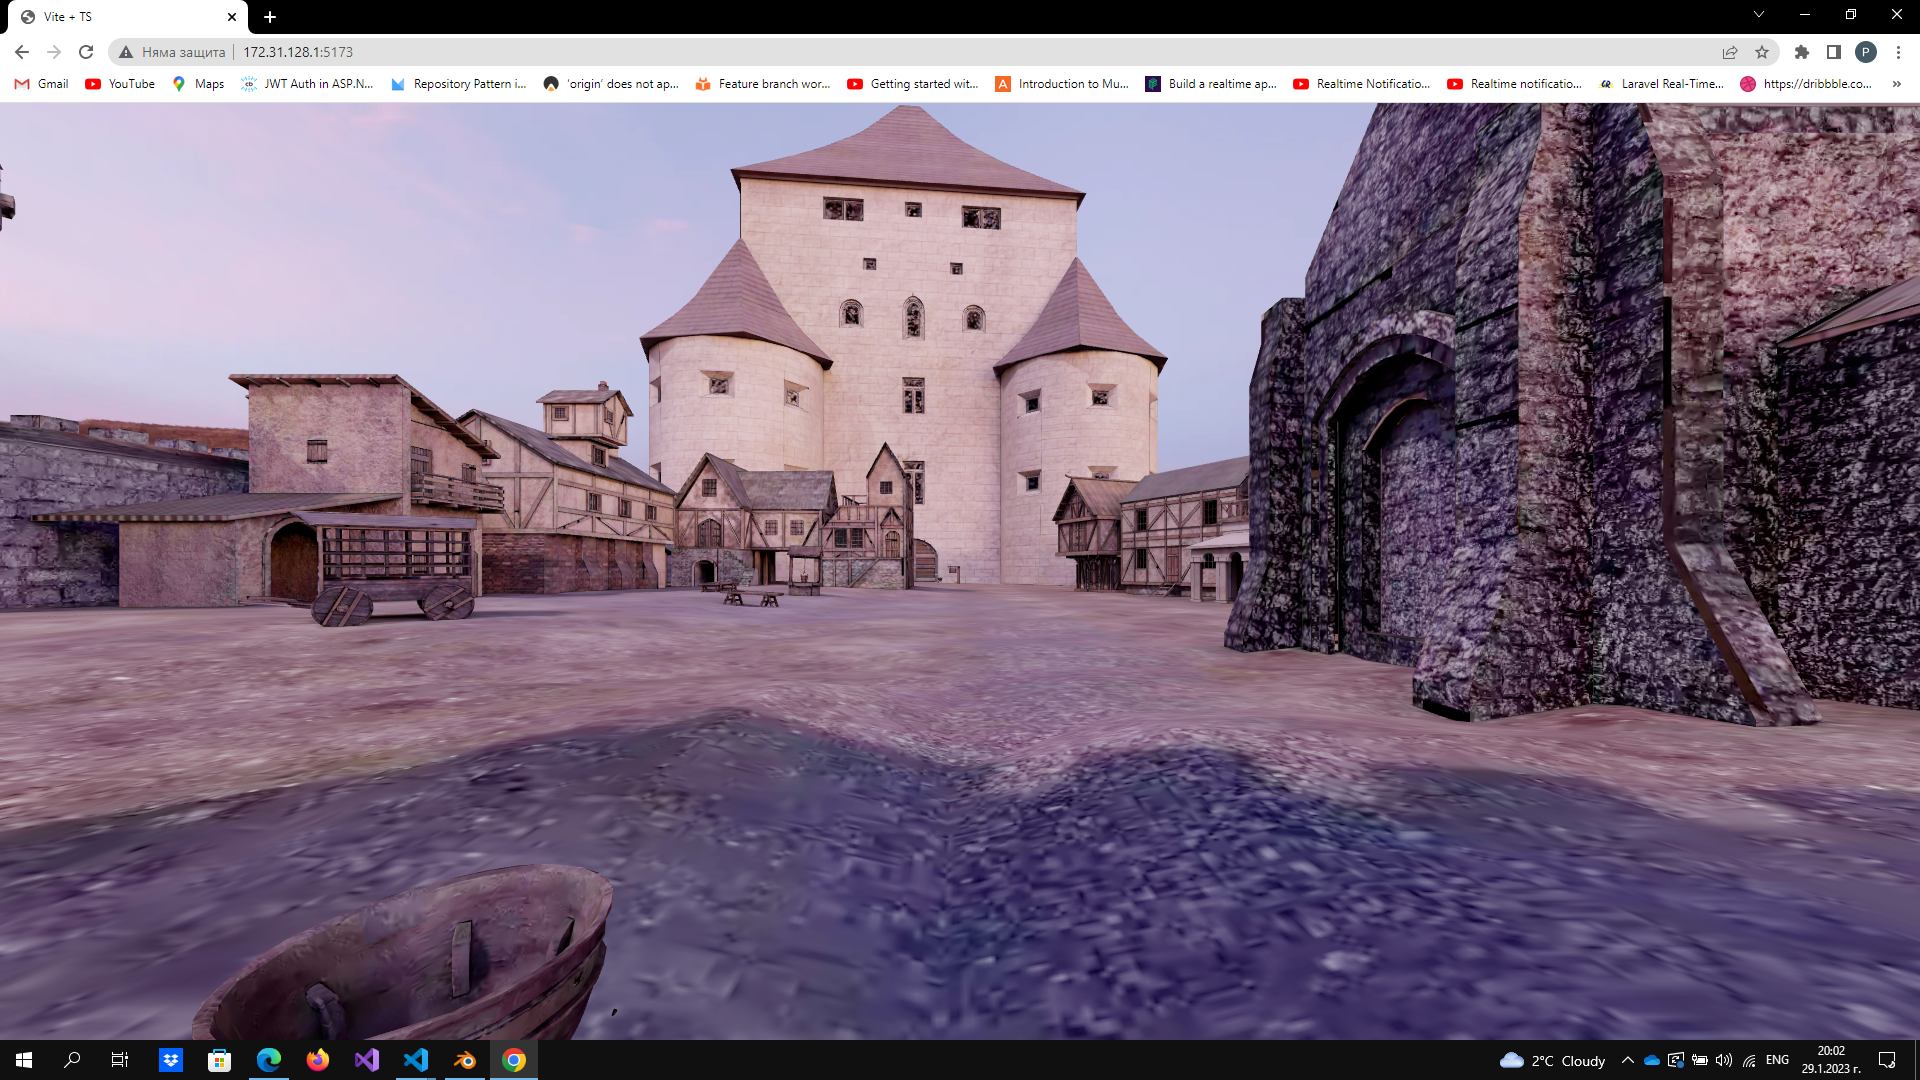 Vite + TS
Няма защита
172.31.128.1:5173
P
Gmail
YouTube
Maps
JWT Auth in ASP.N...
Repository Pattern i...
'origin' does not ap...
Feature branch wor...
Getting started wit...
Introduction to Mu...
Build a realtime ap...
Realtime Notificatio...
Realtime notificatio...
Laravel Real-Time...
https://dribbble.co...
2°C Cloudy
ENG
20:02
29.1.2023 г.